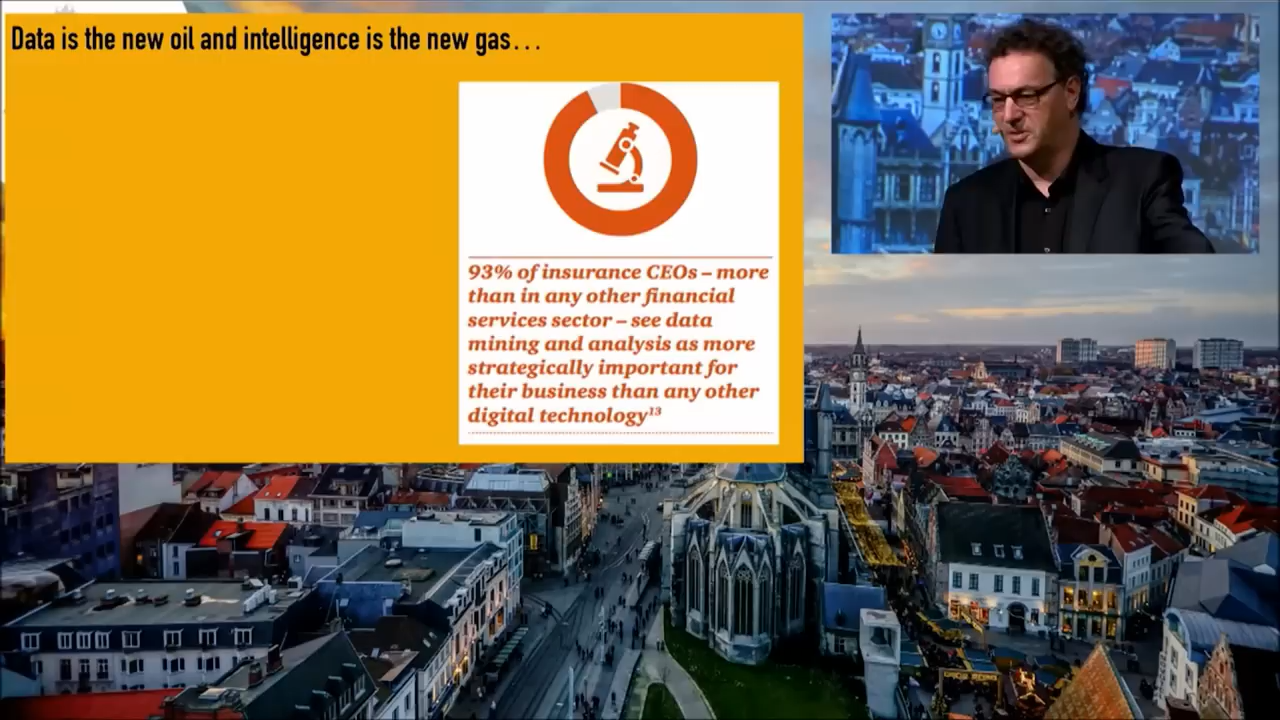 Data is the new oil and intelligence is the new gas...
93% of insurance CEOs – more
than in any other financial
services sector – see data
mining and analysis as more
strategically important for
their business than any other
digital technology¹³